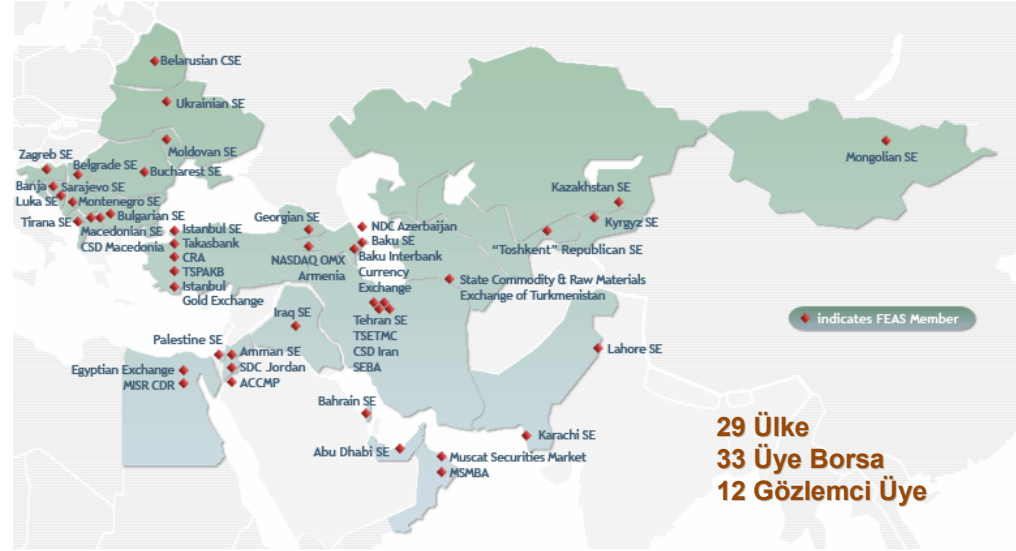 Belarusian CSE
Ukrainian SE
Moldovan SE
Mongolian SE
Zagreb SE
Belgrade SE
Bucharest SE
Banja
Luka SE
Sarajevo SE
Montenegro SE
Tirana SE
Bulgarian SE
Macedonian SE
CSD Macedonia
Istanbul SE
Takasbank
CRA
TSPAKB
Istanbul
Gold Exchange
Georgian SE
NASDAQ OMX
Armenia
NDC Azerbaijan
Baku SE
Baku Interbank
Currency
Exchange
Kazakhstan SE
Kyrgyz SE
“Toshkent” Republican SE
State Commodity & Raw Materials
Exchange of Turkmenistan
indicates FEAS Member
Iraq SE
Tehran SE
TSETMC
CSD Iran
SEBA
Palestine SE
Amman SE
SDC Jordan
ACCMP
Egyptian Exchange
MISR CDR
Lahore SE
Bahrain SE
Karachi SE
Abu Dhabi SE
Muscat Securities Market
MSMBA
29 Ülke
33 Üye Borsa
12 Gözlemci Üye